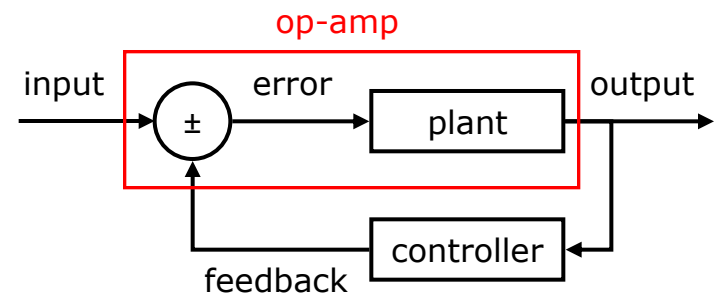 op-amp
input
error
output
±
plant
controller
feedback